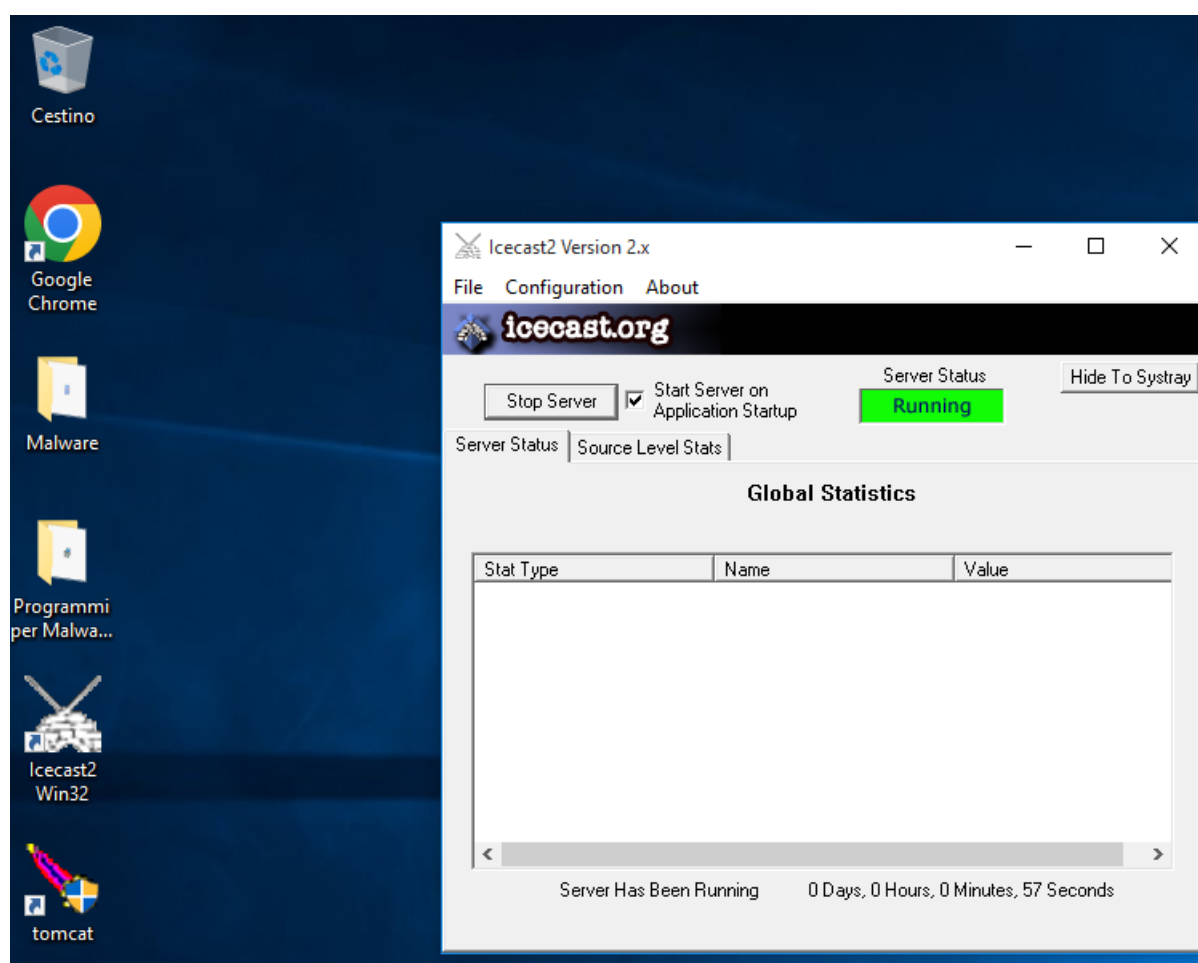 Cestino
Google
Chrome
Malware
Programmi
per Malwa...
Icecast2
Win32
tomcat
Icecast2 Version 2.x
File Configuration About
icecast.org
Stop Server
Start Server on
Application Startup
Server Status
Running
Hide To Systray
Server Status Source Level Stats
Global Statistics
Stat Type Name Value
Server Has Been Running 0 Days, 0 Hours, 0 Minutes, 57 Seconds